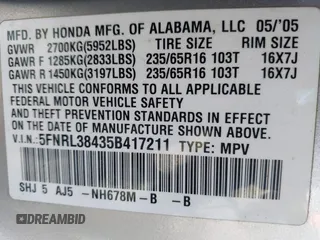 MFD. BY HONDA MFG. OF ALABAMA, LLC 05/'05
GVWR 2700KG(5952LBS) TIRE SIZE RIM SIZE
GAWR F 1285KG(2833LBS) 235/65R16 103T 16X7J
GAWR R 1450KG(3197LBS) 235/65R16 103T 16X7J
THIS VEHICLE CONFORMS TO ALL APPLICABLE
FEDERAL MOTOR VEHICLE SAFETY STANDARDS
IN EFFECT ON THE DATE OF MANUFACTURE
SHOWN ABOVE.
V.I.N.: 5FNRL38435B417211 TYPE: MPV
SHJ 5 AJ5 -NH678M-B -B
DREAMBID